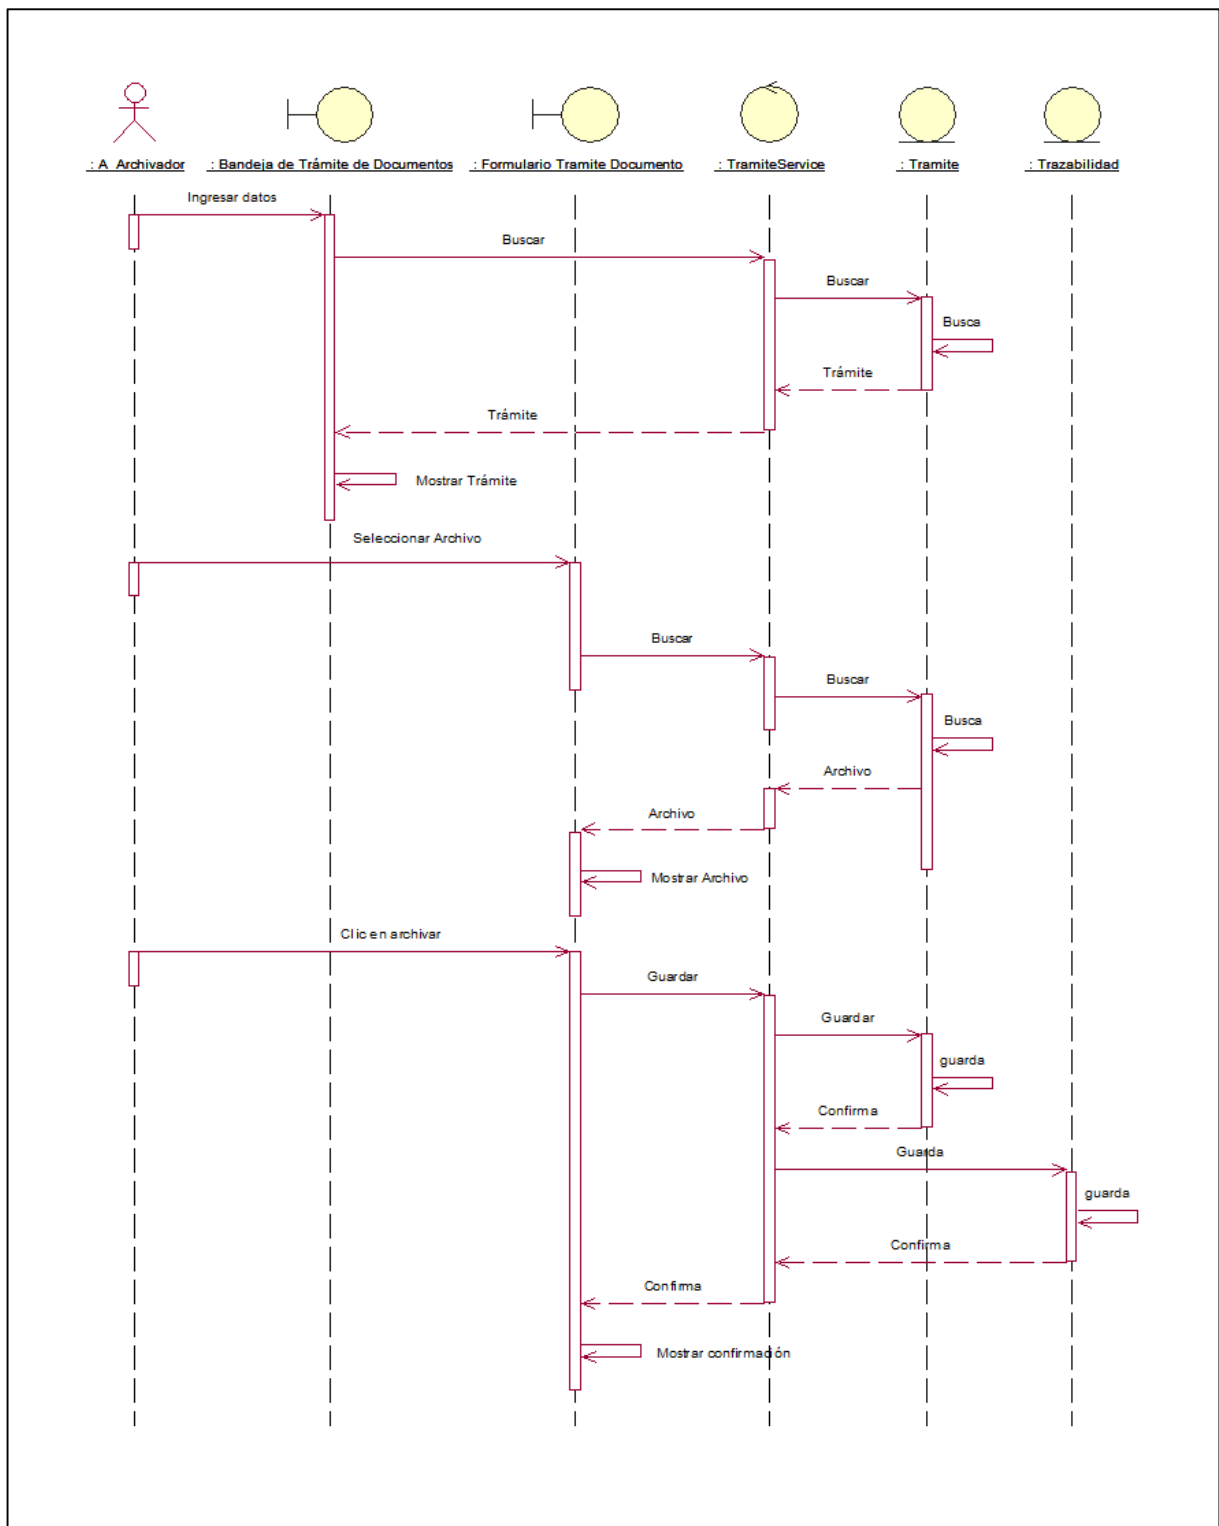 : A_Archivador
: Bandeja de Trámite de Documentos
: Formulario Tramite Documento
: TramiteService
: Tramite
: Trazabilidad
Ingresar datos
Buscar
Buscar
Busca
Trámite
Trámite
Mostrar Trámite
Seleccionar Archivo
Buscar
Buscar
Busca
Archivo
Archivo
Mostrar Archivo
Clic en archivar
Guardar
Guardar
guarda
Confirma
Guarda
guarda
Confirma
Confirma
Mostrar confirmación